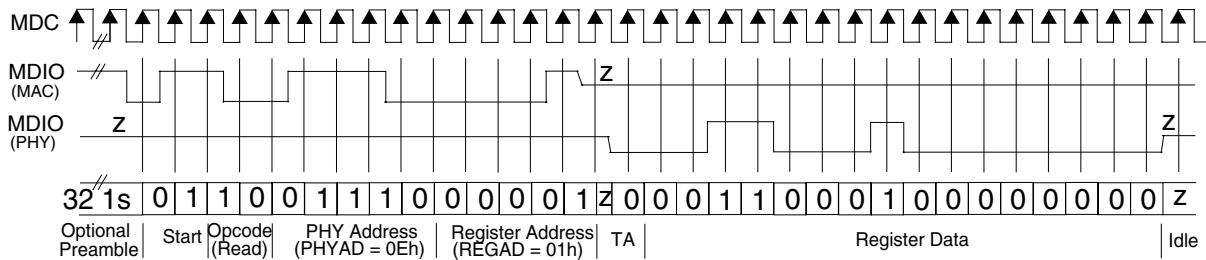 MDC
MDIO
(MAC)
z
MDIO
(PHY)
z
z
32 1s 0 1 1 0 0 1 1 1 0 0 0 0 0 1 z 0 0 0 1 1 0 0 0 1 0 0 0 0 0 0 0 0 z
Optional
Preamble
Start
Opcode
(Read)
PHY Address
(PHYAD = 0Eh)
Register Address
(REGAD = 01h)
TA
Register Data
Idle